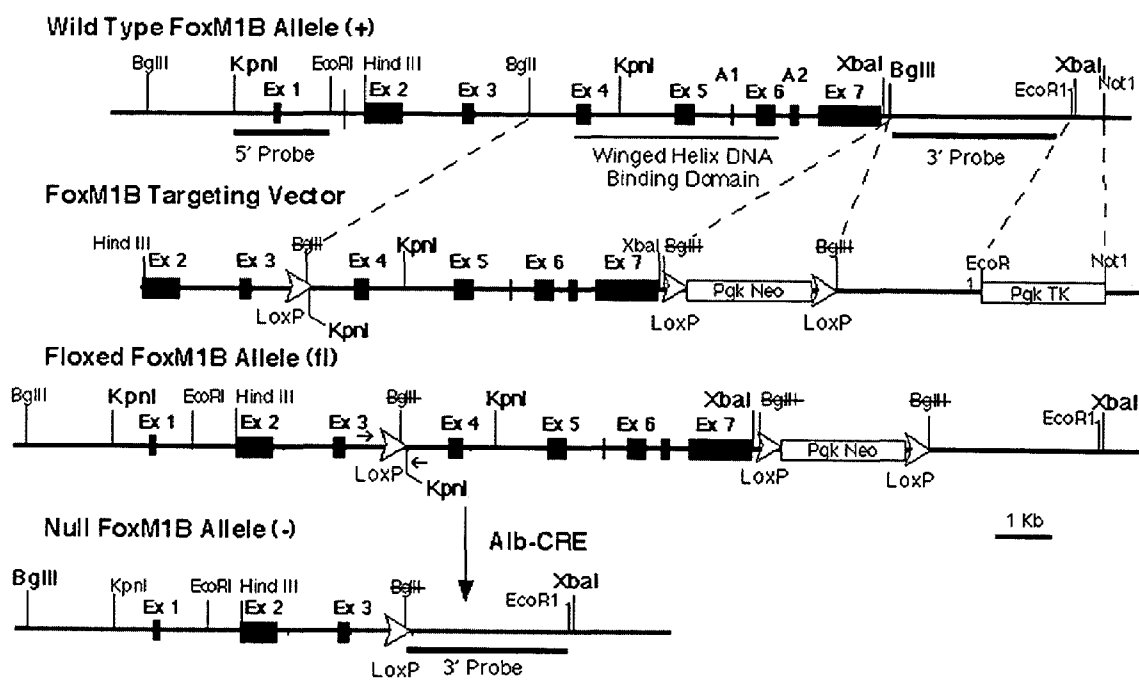 Wild Type FoxM1B Allele (+)
BglII KpnI EcoRI Hind III BglII KpnI A1 A2 XbaI BglII EcoR1 XbaI Not1
Ex 1 Ex 2 Ex 3 Ex 4 Ex 5 Ex 6 Ex 7
5' Probe Winged Helix DNA Binding Domain 3' Probe
FoxM1B Targeting Vector
Hind III BglII KpnI XbaI BglII BglII EcoR Not1
Ex 2 Ex 3 Ex 4 Ex 5 Ex 6 Ex 7 1
Pgk Neo Pgk TK
LoxP KpnI LoxP LoxP
Floxed FoxM1B Allele (fl)
BglII KpnI EcoRI Hind III BglII KpnI XbaI BglII BglII EcoR1 XbaI
Ex 1 Ex 2 Ex 3 Ex 4 Ex 5 Ex 6 Ex 7
Pgk Neo
LoxP KpnI LoxP LoxP
Null FoxM1B Allele (-)
Alb-CRE
1 Kb
BglII KpnI EcoRI Hind III BglII EcoR1 XbaI
Ex 1 Ex 2 Ex 3
LoxP 3' Probe